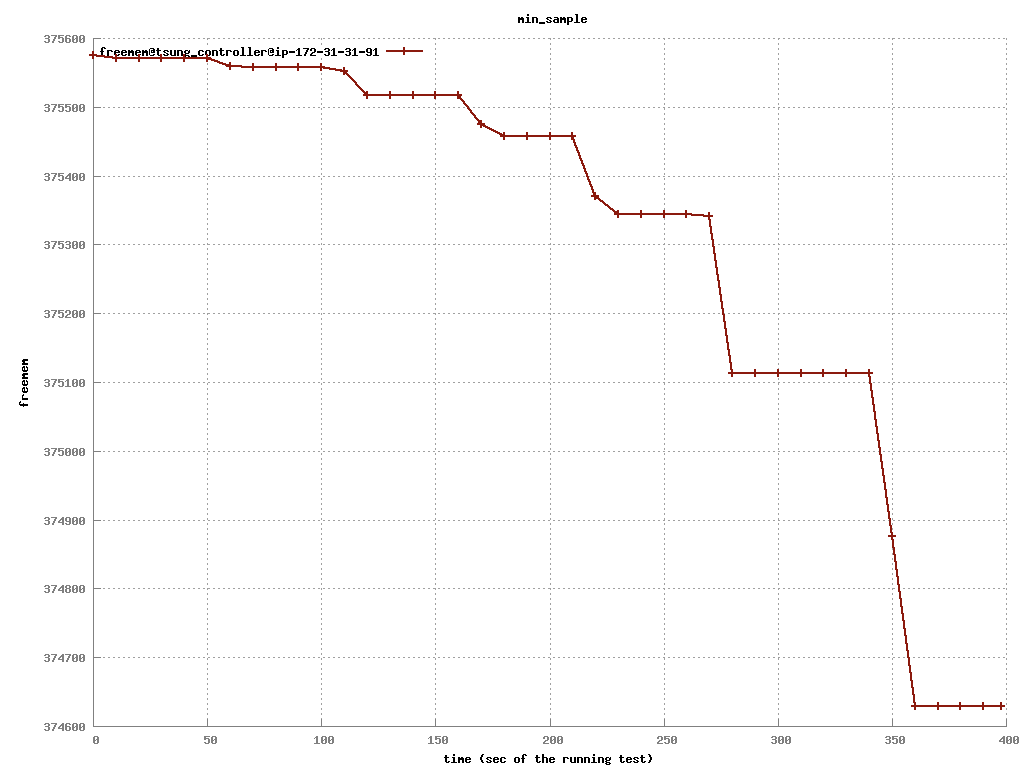 min_sample
375600
freemem@tsung_controller@ip-172-31-31-91
375500
375400
375300
375200
375100
375000
374900
374800
374700
374600
freemem
0 50 100 150 200 250 300 350 400
time (sec of the running test)